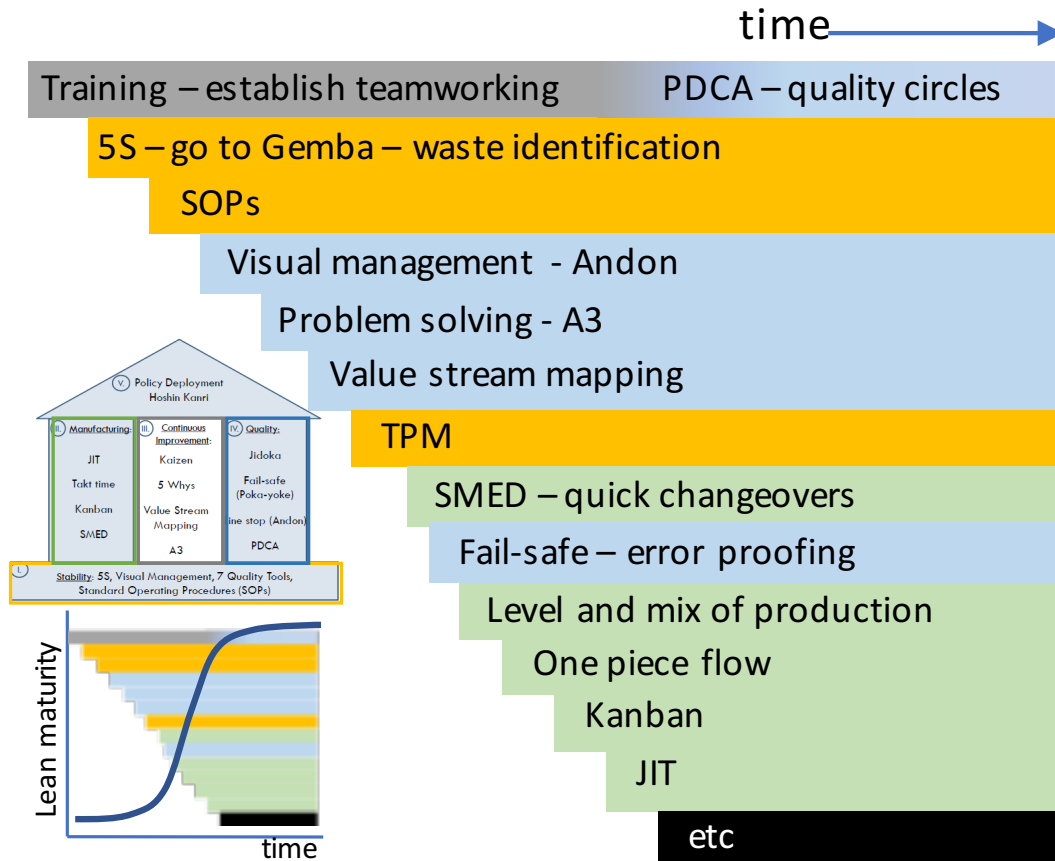 time
Training – establish teamworking PDCA – quality circles
5S – go to Gemba – waste identification
SOPs
Visual management - Andon
Problem solving - A3
Value stream mapping
TPM
SMED – quick changeovers
Fail-safe – error proofing
Level and mix of production
One piece flow
Kanban
JIT
etc
V. Policy Deployment
Hoshin Kanri
II. Manufacturing:
JIT
Takt time
Kanban
SMED
III. Continuous
Improvement:
Kaizen
5 Whys
Value Stream
Mapping
A3
IV. Quality:
Jidoka
Fail-safe
(Poka-yoke)
ine stop (Andon)
PDCA
I.
Stability: 5S, Visual Management, 7 Quality Tools,
Standard Operating Procedures (SOPs)
Lean maturity
time